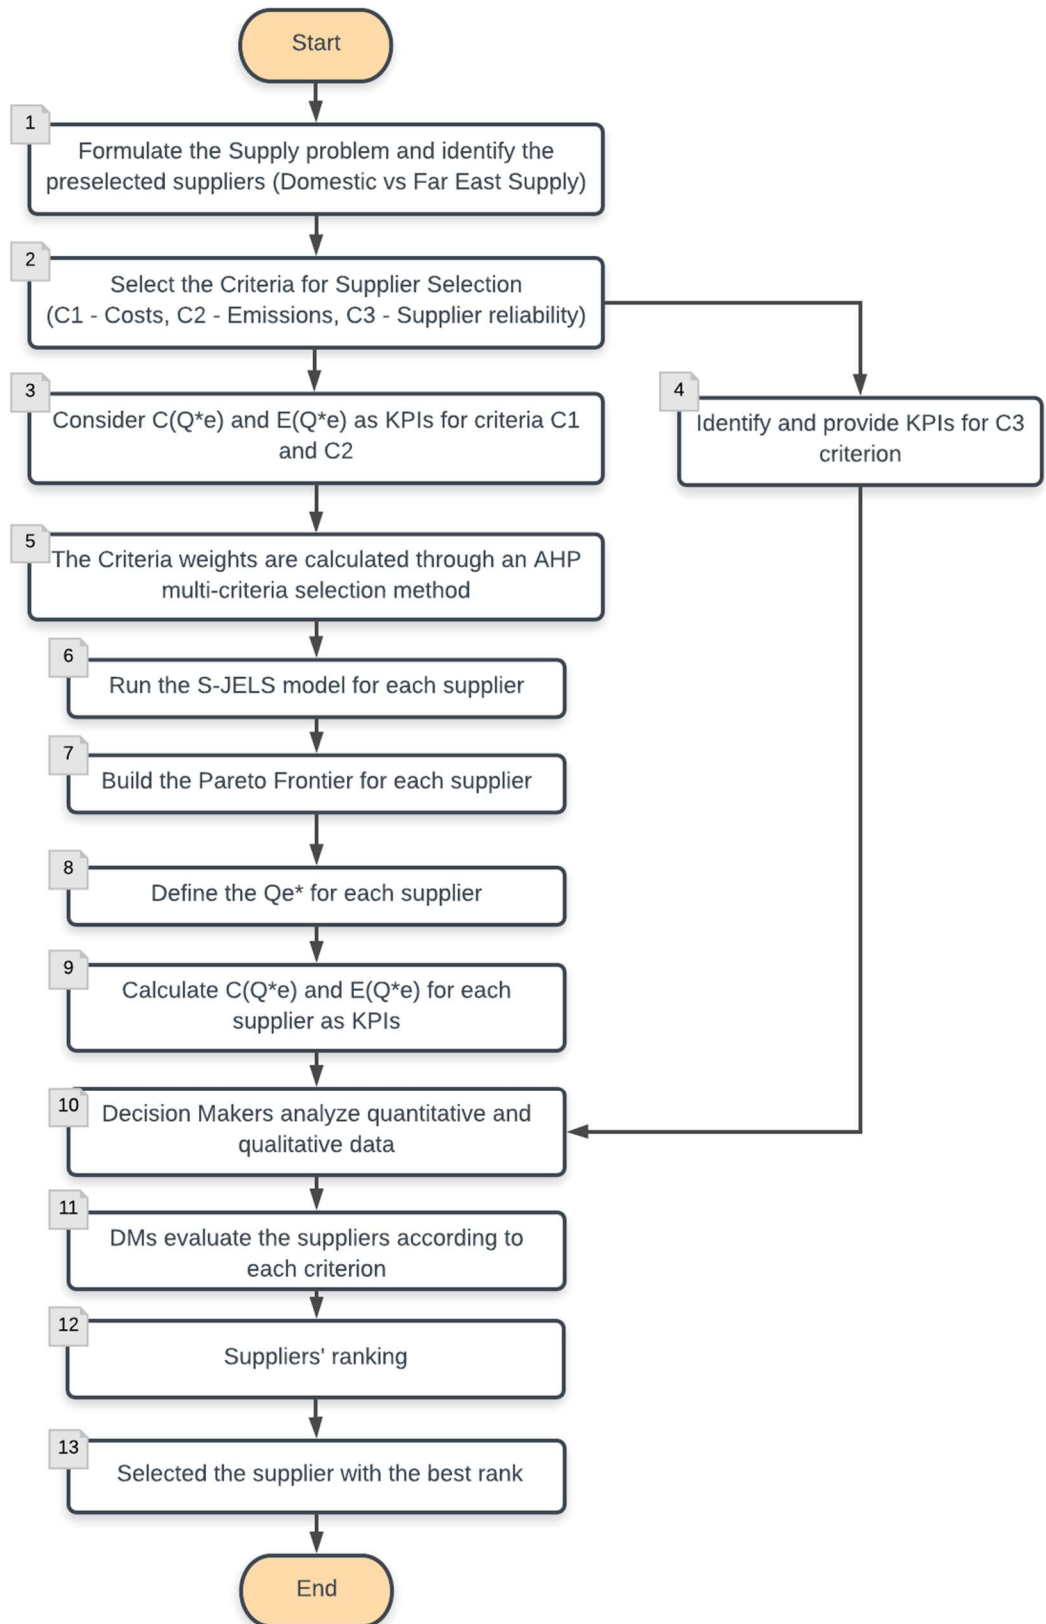 Start
1
Formulate the Supply problem and identify the
preselected suppliers (Domestic vs Far East Supply)
2
Select the Criteria for Supplier Selection
(C1 - Costs, C2 - Emissions, C3 - Supplier reliability)
3
Consider C(Q*e) and E(Q*e) as KPIs for criteria C1
and C2
4
Identify and provide KPIs for C3
criterion
5
The Criteria weights are calculated through an AHP
multi-criteria selection method
6
Run the S-JELS model for each supplier
7
Build the Pareto Frontier for each supplier
8
Define the Qe* for each supplier
9
Calculate C(Q*e) and E(Q*e) for each
supplier as KPIs
10
Decision Makers analyze quantitative and
qualitative data
11
DMs evaluate the suppliers according to
each criterion
12
Suppliers' ranking
13
Selected the supplier with the best rank
End